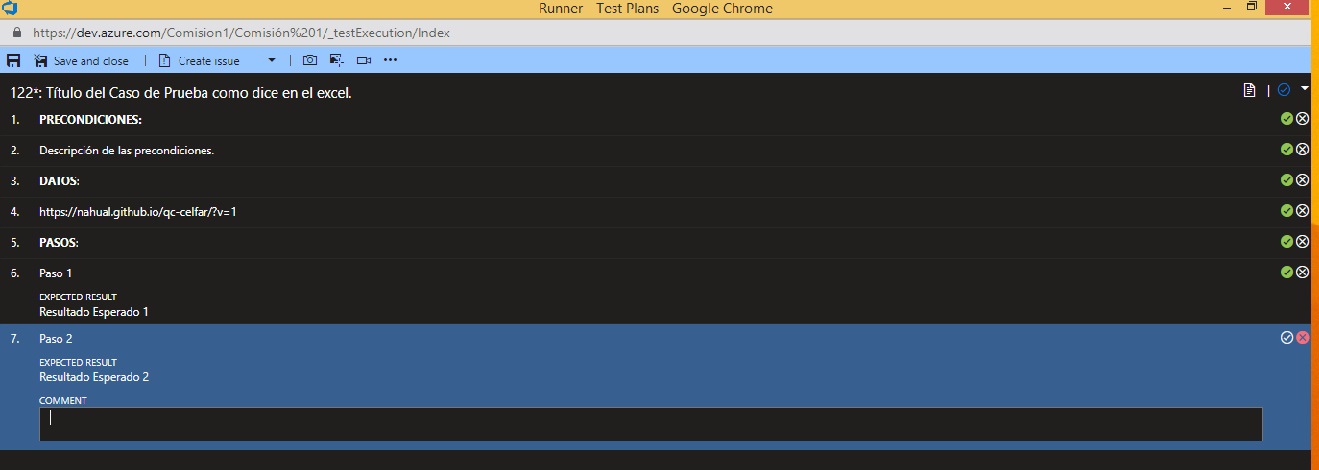 Runner - Test Plans - Google Chrome
https://dev.azure.com/Comision1/Comisión%201/_testExecution/Index
Save and close | Create issue
122*: Título del Caso de Prueba como dice en el excel.
1. PRECONDICIONES:
2. Descripción de las precondiciones.
3. DATOS:
4. https://nahual.github.io/qc-celfar/?v=1
5. PASOS:
6. Paso 1
EXPECTED RESULT
Resultado Esperado 1
7. Paso 2
EXPECTED RESULT
Resultado Esperado 2
COMMENT